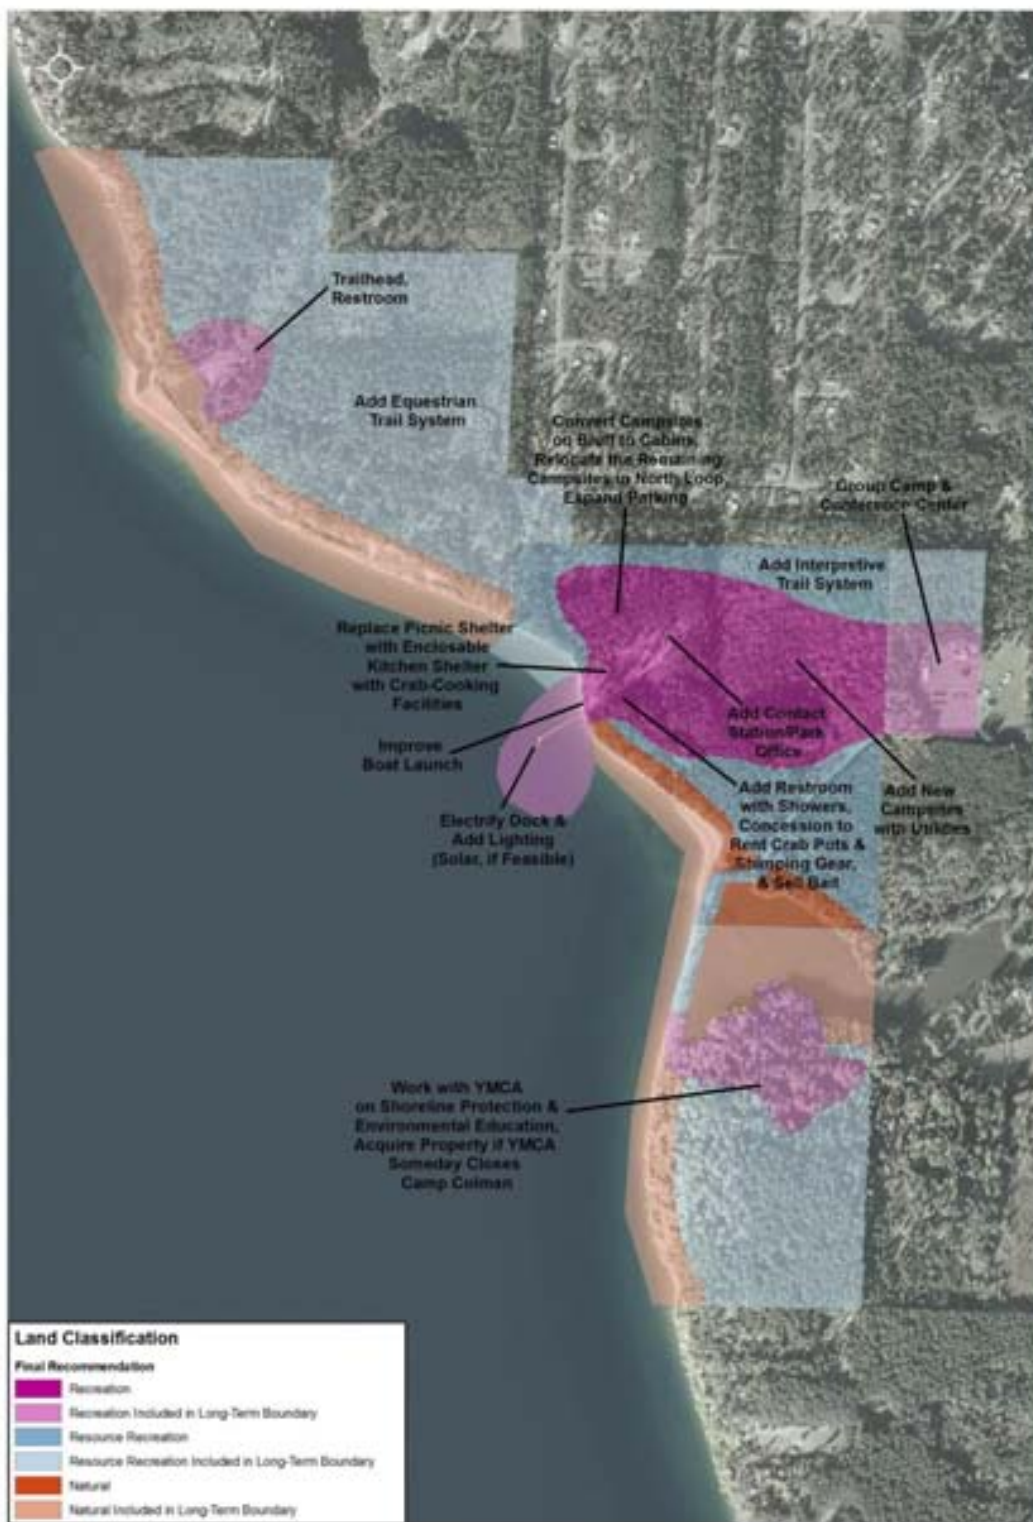 Trailhead,
Restroom
Add Equestrian
Trail System
Convert Campsites
on Bluff to Cabins,
Relocate the Remaining
Campsites in North Loop,
Expand Parking
Group Camp &
Conference Center
Add Interpretive
Trail System
Replace Picnic Shelter
with Enclosable
Kitchen Shelter
with Crab-Cooking
Facilities
Improve
Boat Launch
Add Contact
Station/Park
Office
Electrify Dock &
Add Lighting
(Solar, if Feasible)
Add Restroom
with Showers,
Concession to
Rent Crab Pots &
Shimping Gear,
& Sell Bait
Add New
Campsites
with Utilities
Work with YMCA
on Shoreline Protection &
Environmental Education,
Acquire Property if YMCA
Someday Closes
Camp Colman
Land Classification
Final Recommendation
Recreation
Recreation Included in Long-Term Boundary
Resource Recreation
Resource Recreation Included in Long-Term Boundary
Natural
Natural Included in Long-Term Boundary